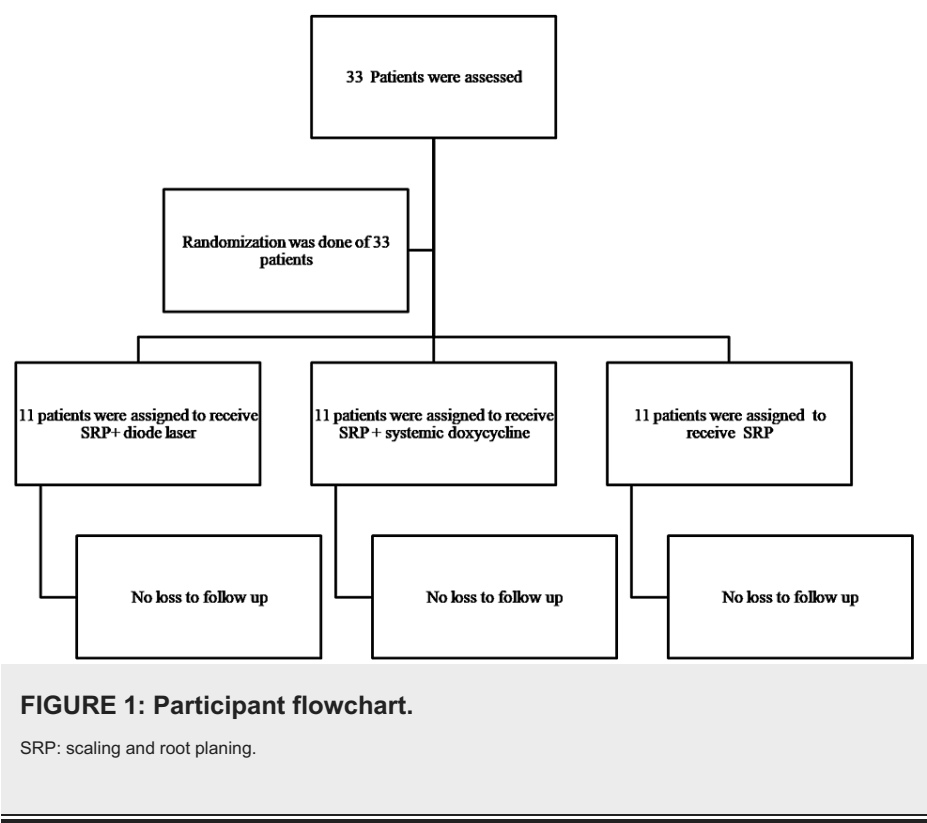 33 Patients were assessed
Randomization was done of 33
patients
11 patients were assigned to receive
SRP+ diode laser
11 patients were assigned to receive
SRP + systemic doxycycline
11 patients were assigned to
receive SRP
No loss to follow up
No loss to follow up
No loss to follow up
FIGURE 1: Participant flowchart.
SRP: scaling and root planing.